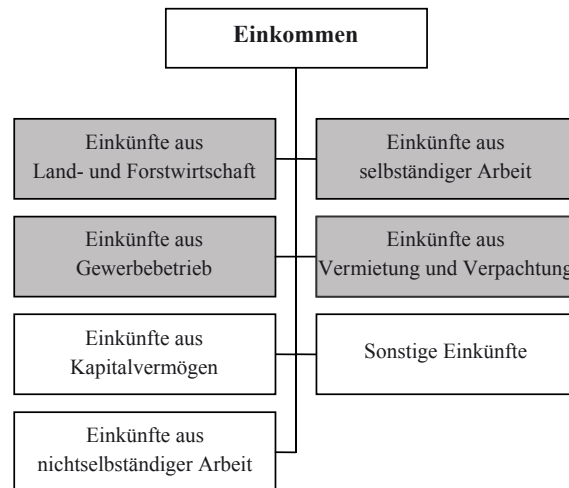 Einkommen
Einkünfte aus
Land- und Forstwirtschaft
Einkünfte aus
selbständiger Arbeit
Einkünfte aus
Gewerbebetrieb
Einkünfte aus
Vermietung und Verpachtung
Einkünfte aus
Kapitalvermögen
Sonstige Einkünfte
Einkünfte aus
nichtselbständiger Arbeit